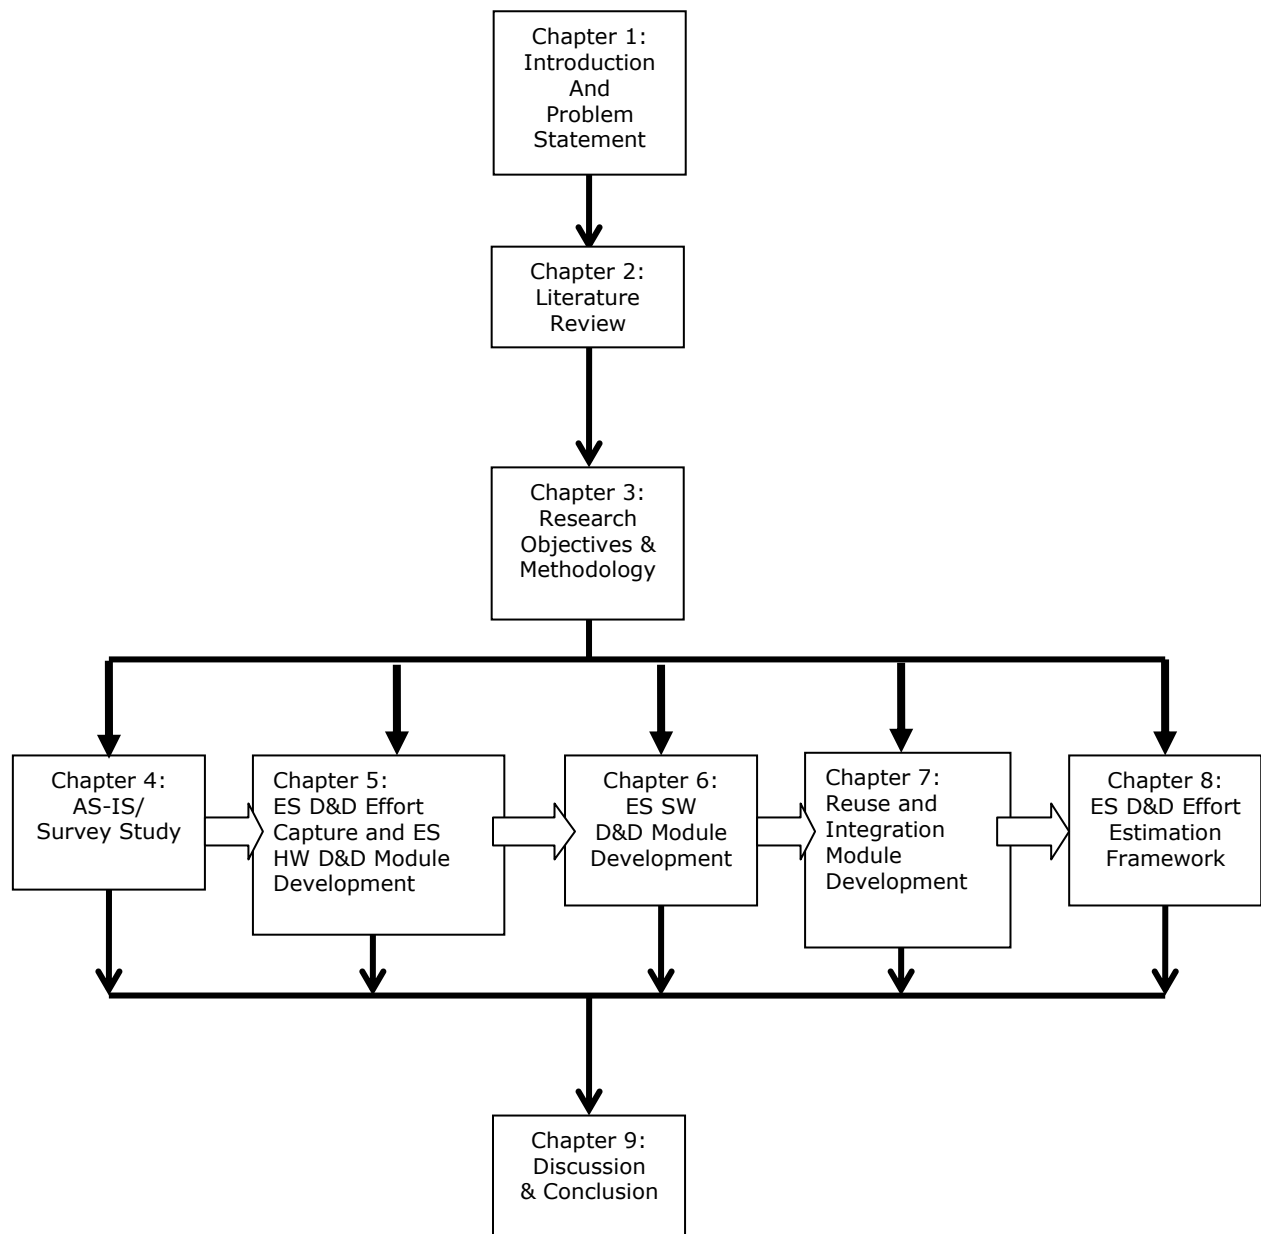 Chapter 1:
Introduction
And
Problem
Statement
Chapter 2:
Literature
Review
Chapter 3:
Research
Objectives &
Methodology
Chapter 4:
AS-IS/
Survey Study
Chapter 5:
ES D&D Effort
Capture and ES
HW D&D Module
Development
Chapter 6:
ES SW
D&D Module
Development
Chapter 7:
Reuse and
Integration
Module
Development
Chapter 8:
ES D&D Effort
Estimation
Framework
Chapter 9:
Discussion
& Conclusion